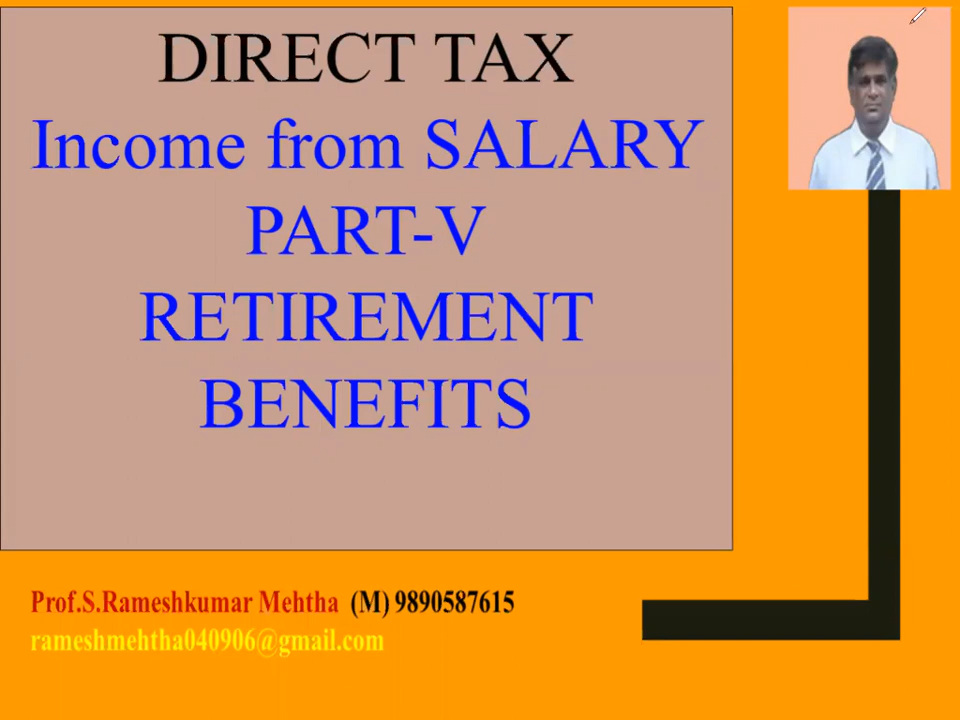 DIRECT TAX
Income from SALARY
PART-V
RETIREMENT
BENEFITS
Prof.S.Rameshkumar Mehtha (M) 9890587615
rameshmehtha040906@gmail.com